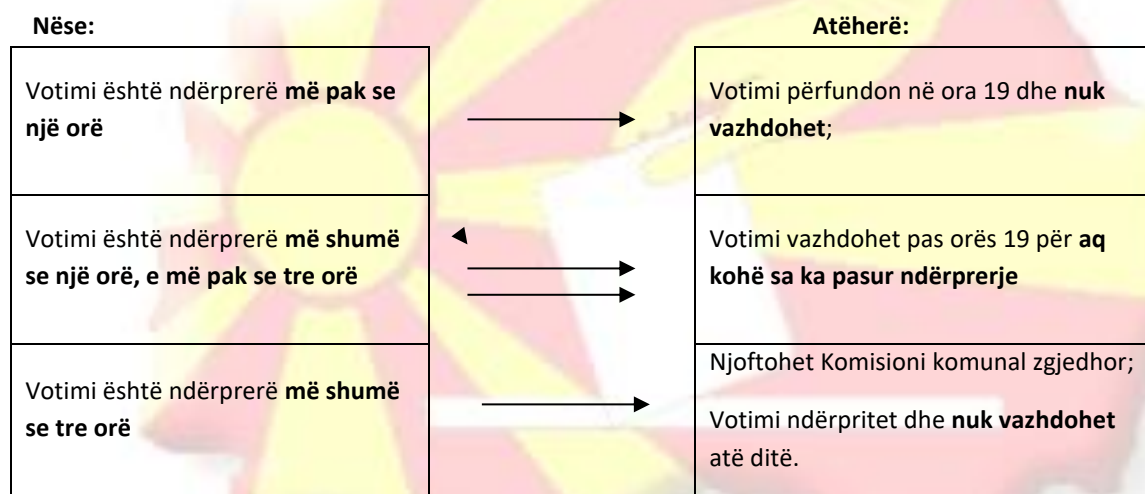 Nëse:
Atëherë:
Votimi është ndërprerë më pak se
një orë
Votimi përfundon në ora 19 dhe nuk
vazhdohet;
Votimi është ndërprerë më shumë
se një orë, e më pak se tre orë
Votimi vazhdohet pas orës 19 për aq
kohë sa ka pasur ndërprerje
Votimi është ndërprerë më shumë
se tre orë
Njoftohet Komisioni komunal zgjedhor;
Votimi ndërpritet dhe nuk vazhdohet
atë ditë.